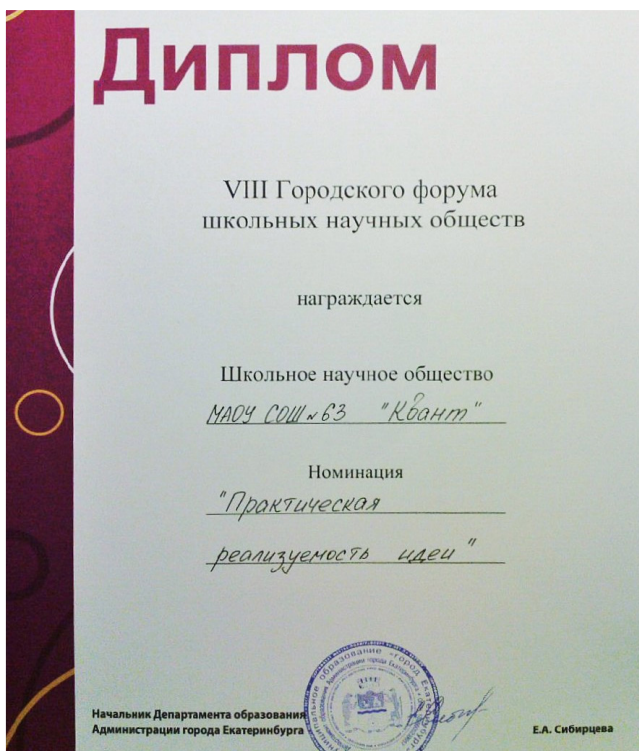 Диплом
VIII Городского форума
школьных научных обществ
награждается
Школьное научное общество
МАОУ СОШ № 63 "Квант"
Номинация
"Практическая
реализуемость идеи"
Начальник Департамента образования
Администрации города Екатеринбурга
Е.А. Сибирцева